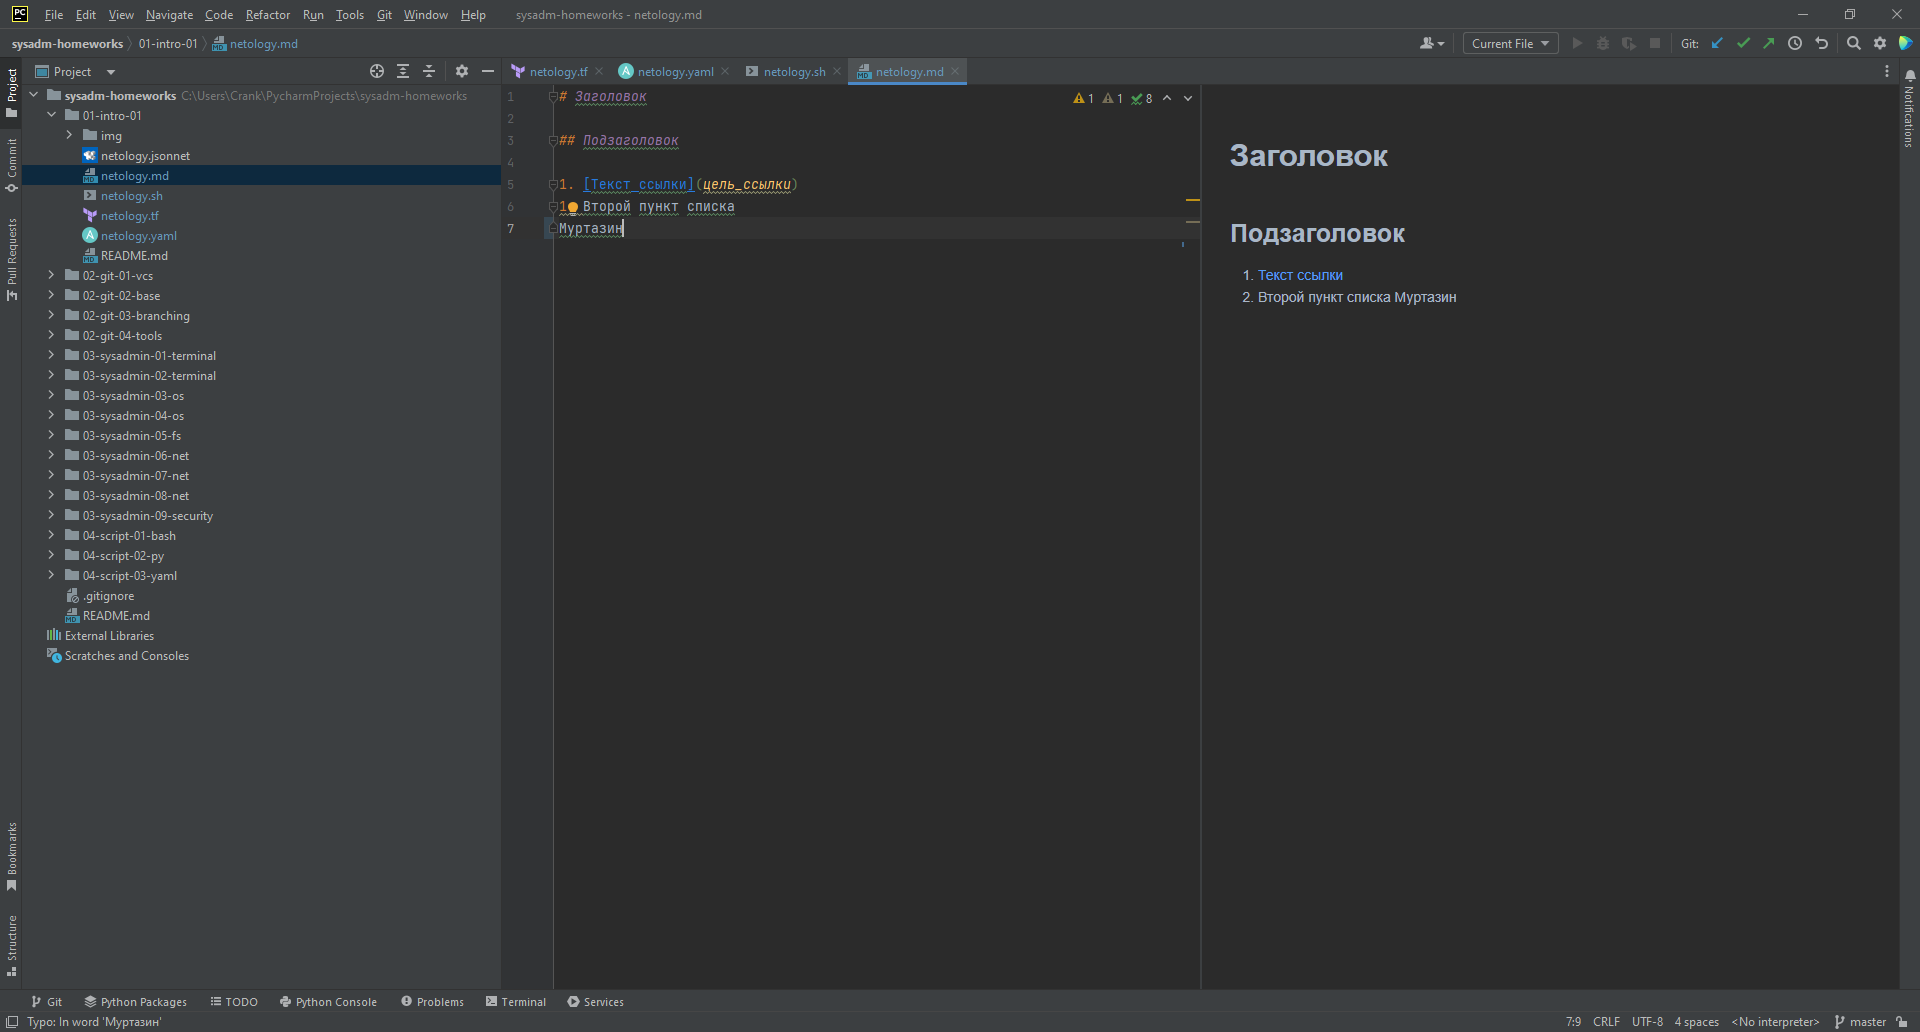 PC File Edit View Navigate Code Refactor Run Tools Git Window Help sysadm-homeworks - netology.md
sysadm-homeworks 01-intro-01 netology.md Current File Git:
Project netology.tf netology.yaml netology.sh netology.md
sysadm-homeworks C:\Users\Crank\PycharmProjects\sysadm-homeworks
01-intro-01
img
netology.jsonnet
netology.md
netology.sh
netology.tf
netology.yaml
README.md
02-git-01-vcs
02-git-02-base
02-git-03-branching
02-git-04-tools
03-sysadmin-01-terminal
03-sysadmin-02-terminal
03-sysadmin-03-os
03-sysadmin-04-os
03-sysadmin-05-fs
03-sysadmin-06-net
03-sysadmin-07-net
03-sysadmin-08-net
03-sysadmin-09-security
04-script-01-bash
04-script-02-py
04-script-03-yaml
.gitignore
README.md
External Libraries
Scratches and Consoles
1 # Заголовок
2
3 ## Подзаголовок
4
5 1. [Текст ссылки](цель_ссылки)
6 1 Второй пункт списка
7 Муртазин
1 1 8
Заголовок
Подзаголовок
1. Текст ссылки
2. Второй пункт списка Муртазин
Project
Commit
Pull Requests
Bookmarks
Structure
Notifications
Git Python Packages TODO Python Console Problems Terminal Services
Typo: In word 'Муртазин' 7:9 CRLF UTF-8 4 spaces <No interpreter> master